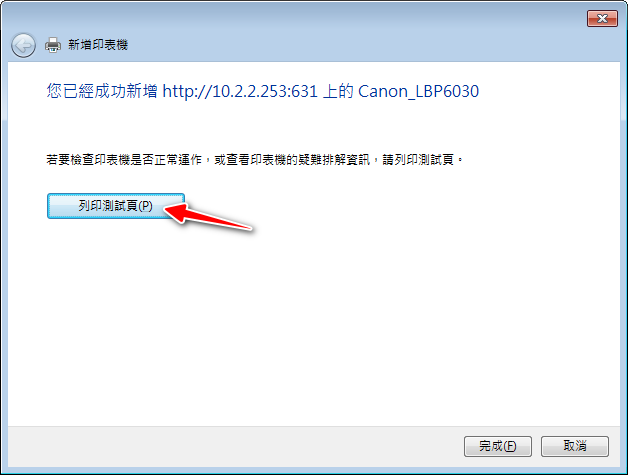 新增印表機
您已經成功新增 http://10.2.2.253:631 上的 Canon_LBP6030
若要檢查印表機是否正常運作，或查看印表機的疑難排解資訊，請列印測試頁。
列印測試頁(P)
完成(F)
取消